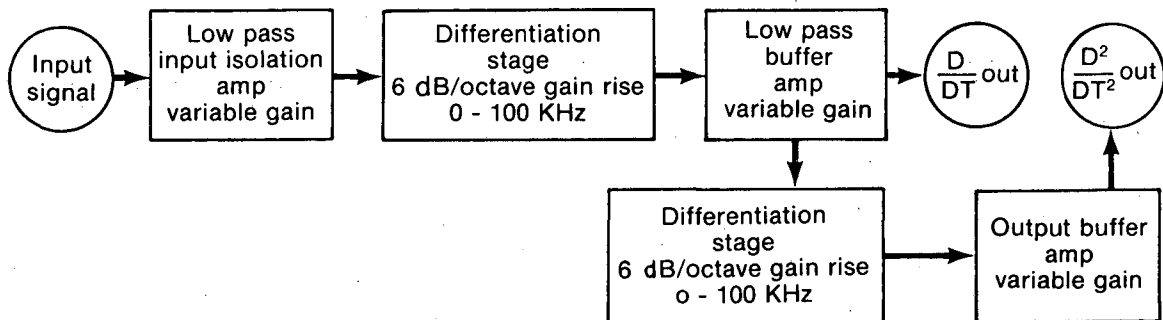 Input
signal
Low pass
input isolation
amp
variable gain
Differentiation
stage
6 dB/octave gain rise
0 - 100 KHz
Low pass
buffer
amp
variable gain
D
DT
out
D²
DT²
out
Differentiation
stage
6 dB/octave gain rise
o - 100 KHz
Output buffer
amp
variable gain